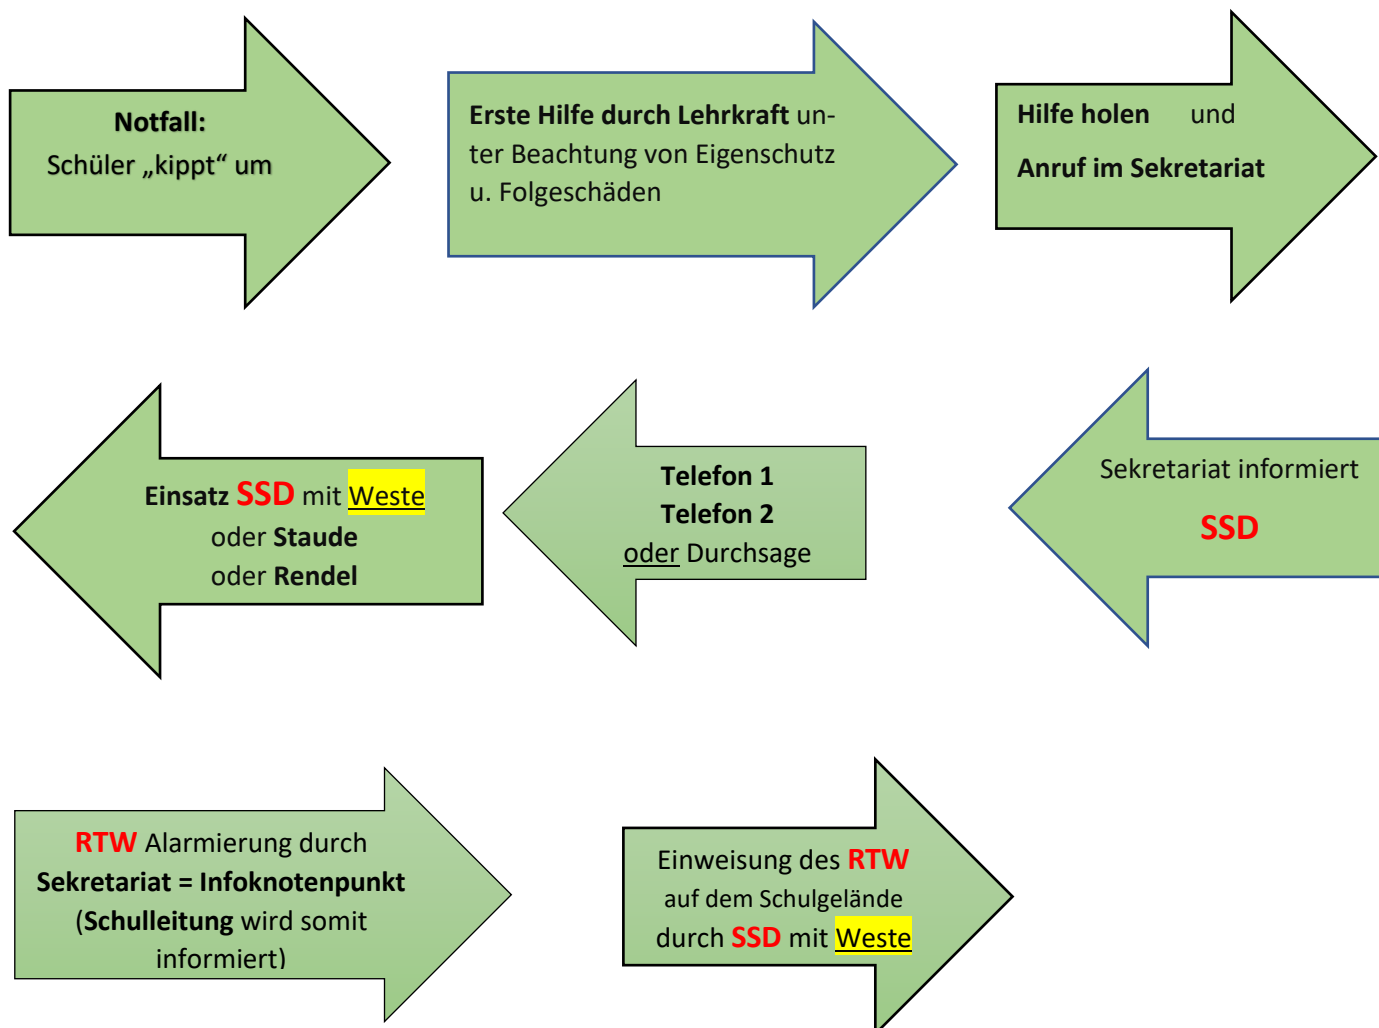 Notfall:
Schüler „kippt“ um
Erste Hilfe durch Lehrkraft un-
ter Beachtung von Eigenschutz
u. Folgeschäden
Hilfe holen und
Anruf im Sekretariat
Sekretariat informiert
SSD
Telefon 1
Telefon 2
oder Durchsage
Einsatz SSD mit Weste
oder Staude
oder Rendel
RTW Alarmierung durch
Sekretariat = Infoknotenpunkt
(Schulleitung wird somit
informiert)
Einweisung des RTW
auf dem Schulgelände
durch SSD mit Weste